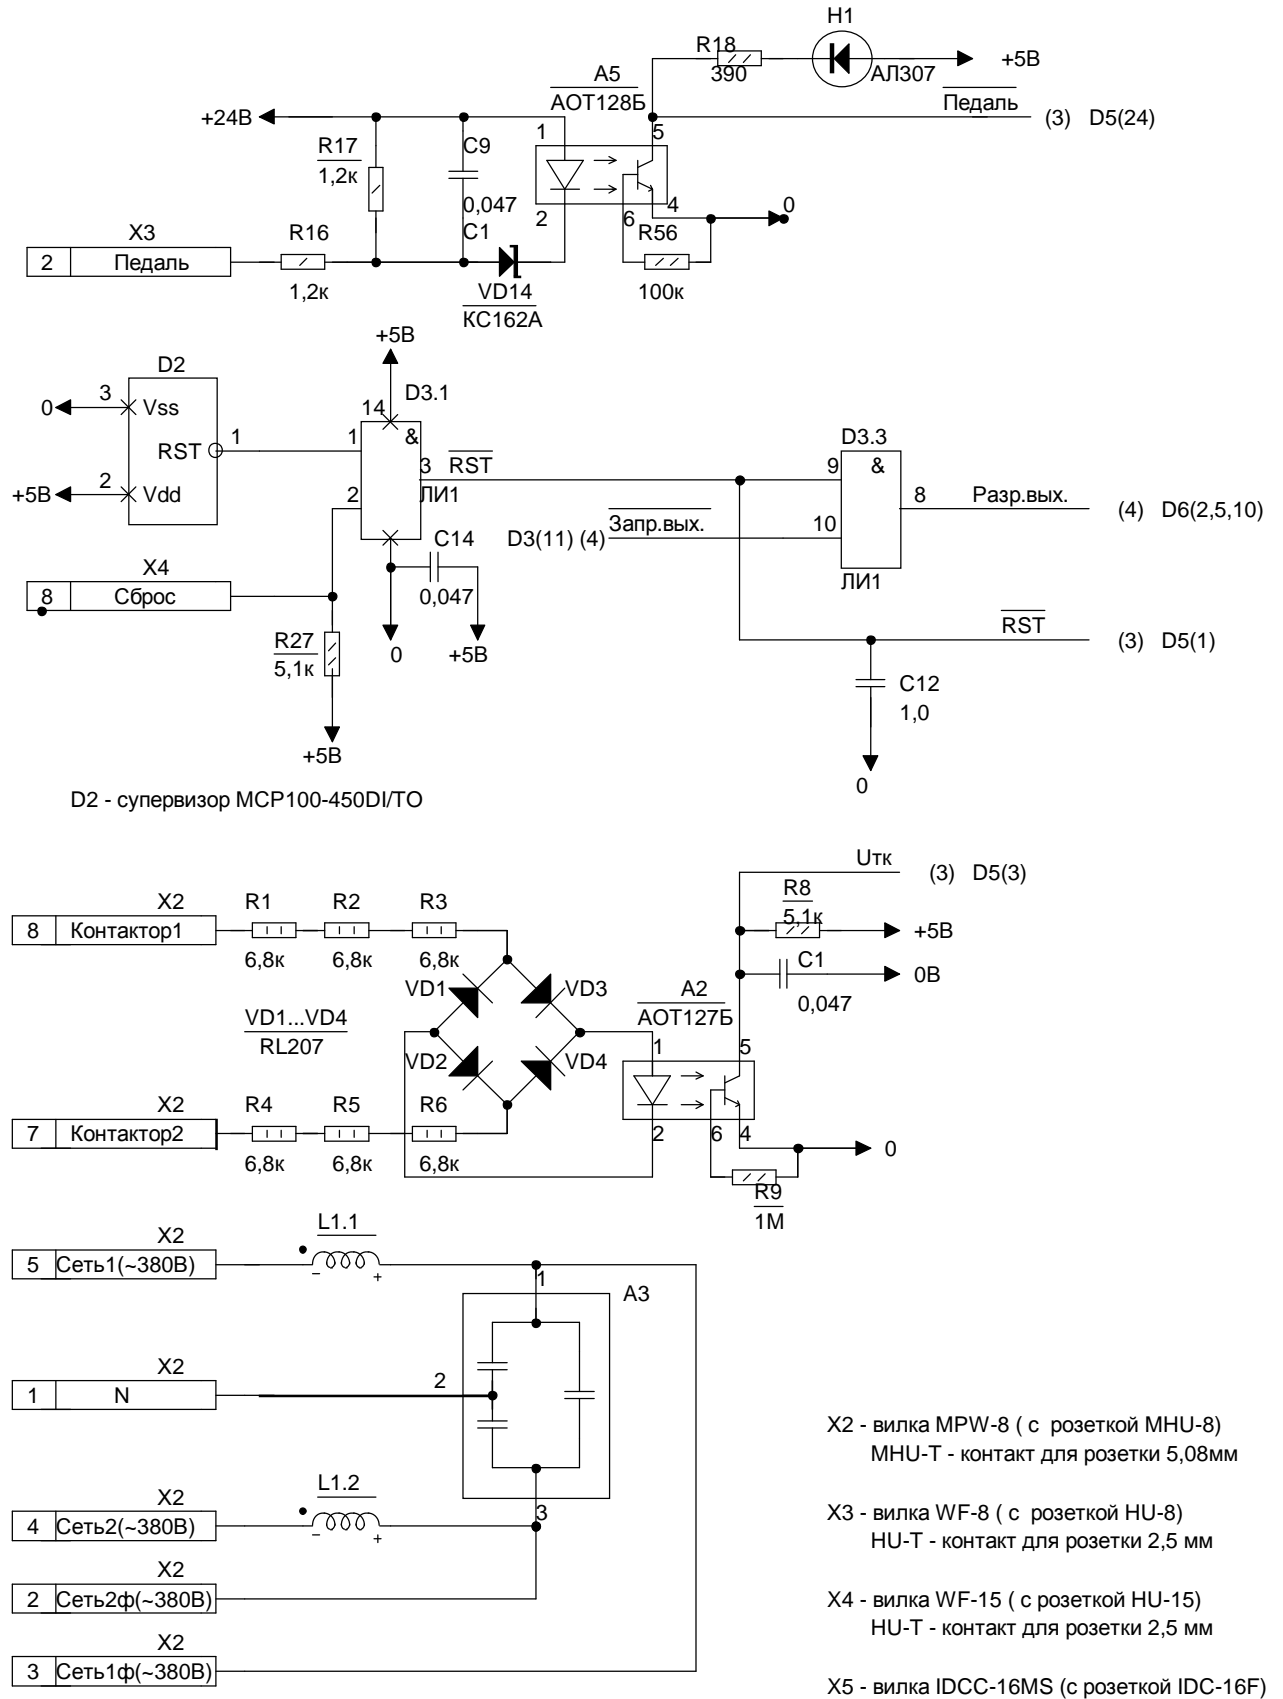 H1
R18
390
АЛ307
+5В
A5
АОТ128Б
Педаль
(3) D5(24)
+24В
R17
1,2к
C9
0,047
C1
1
5
2
6
4
0
R56
100к
X3
2 Педаль
R16
1,2к
VD14
КС162А
+5В
D2
3
0
Vss
RST
1
2
+5В
Vdd
D3.1
14
&
1
2
3
RST
ЛИ1
D3.3
9
&
10
8
Разр.вых.
(4) D6(2,5,10)
ЛИ1
Запр.вых.
D3(11) (4)
C14
0,047
0
+5В
X4
8 Сброс
R27
5,1к
+5В
RST
(3) D5(1)
C12
1,0
0
D2 - супервизор MCP100-450DI/TO
Uтк
(3) D5(3)
R8
5,1к
+5В
C1
0В
0,047
X2
8 Контактор1
R1
6,8к
R2
6,8к
R3
6,8к
VD1
VD3
VD1...VD4
RL207
VD2
VD4
A2
АОТ127Б
1
5
2
6
4
0
R9
1М
X2
7 Контактор2
R4
6,8к
R5
6,8к
R6
6,8к
X2
5 Сеть1(~380В)
L1.1
− +
1
A3
X2
1 N
2
X2
4 Сеть2(~380В)
L1.2
− +
3
X2
2 Сеть2ф(~380В)
X2
3 Сеть1ф(~380В)
X2 - вилка MPW-8 ( с розеткой MHU-8)
MHU-T - контакт для розетки 5,08мм
X3 - вилка WF-8 ( с розеткой HU-8)
HU-T - контакт для розетки 2,5 мм
X4 - вилка WF-15 ( с розеткой HU-15)
HU-T - контакт для розетки 2,5 мм
X5 - вилка IDCC-16MS (с розеткой IDC-16F)